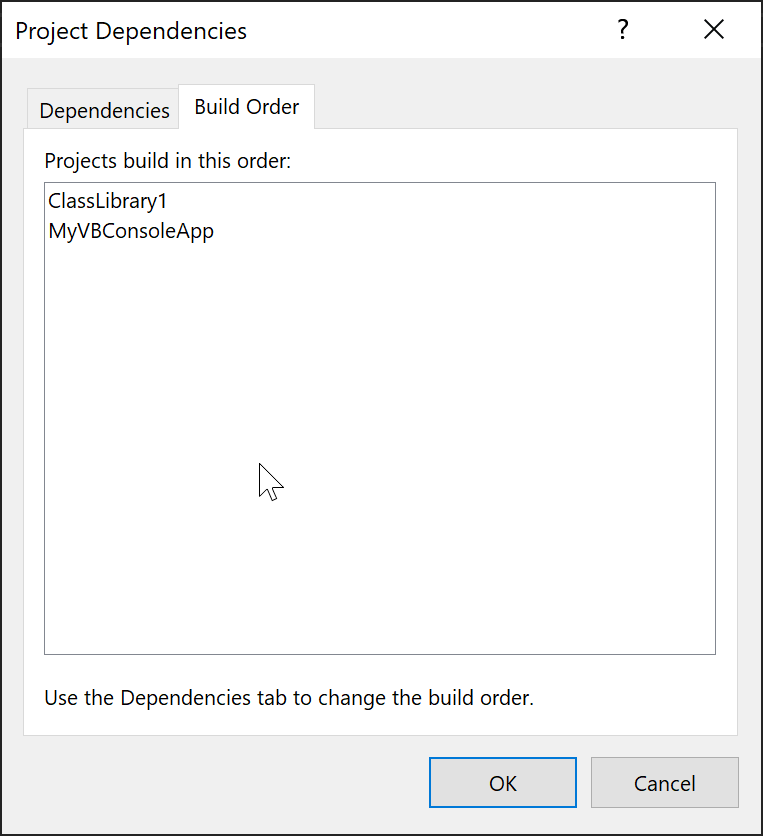 Project Dependencies ?
Dependencies Build Order
Projects build in this order:
ClassLibrary1
MyVBConsoleApp
Use the Dependencies tab to change the build order.
OK Cancel